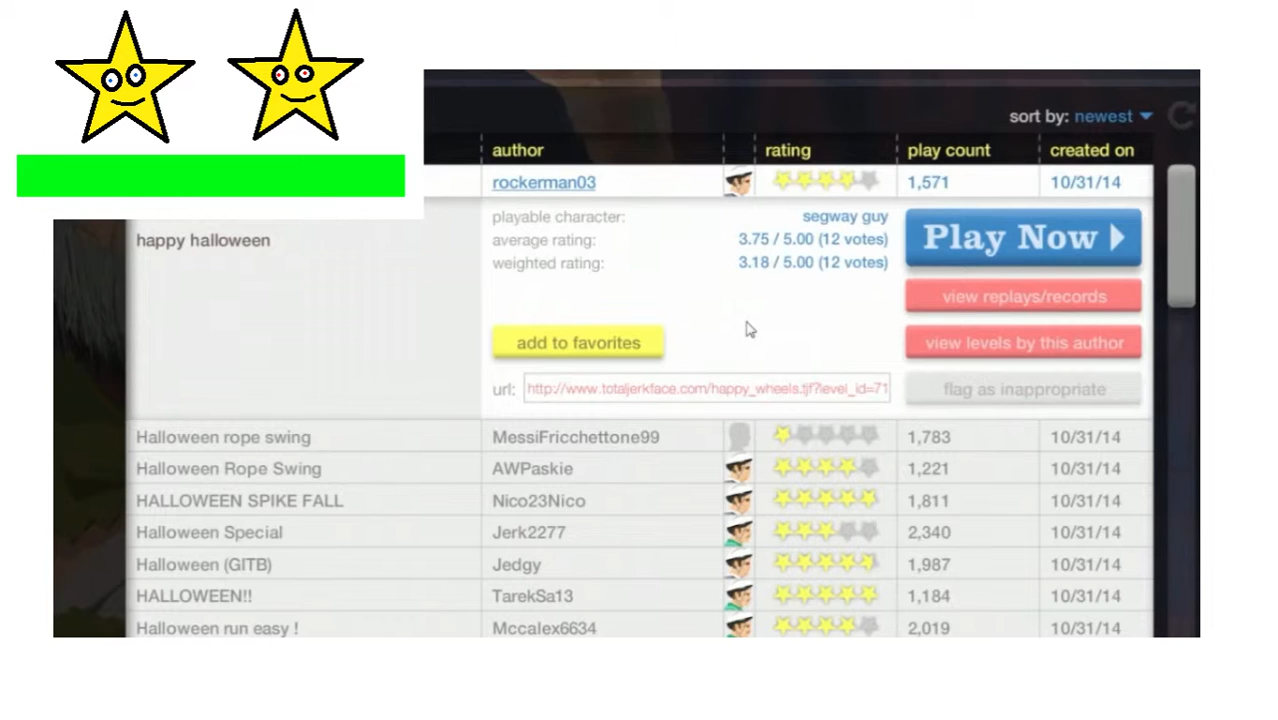 sort by: newest
author rating play count created on
rockerman03 1,571 10/31/14
happy halloween
playable character: segway guy
average rating: 3.75 / 5.00 (12 votes)
weighted rating: 3.18 / 5.00 (12 votes)
Play Now
view replays/records
add to favorites
view levels by this author
url: http://www.totaljerkface.com/happy_wheels.tjf?level_id=71
flag as inappropriate
Halloween rope swing MessiFricchettone99 1,783 10/31/14
Halloween Rope Swing AWPaskie 1,221 10/31/14
HALLOWEEN SPIKE FALL Nico23Nico 1,811 10/31/14
Halloween Special Jerk2277 2,340 10/31/14
Halloween (GITB) Jedgy 1,987 10/31/14
HALLOWEEN!! TarekSa13 1,184 10/31/14
Halloween run easy ! Mccalex6634 2,019 10/31/14